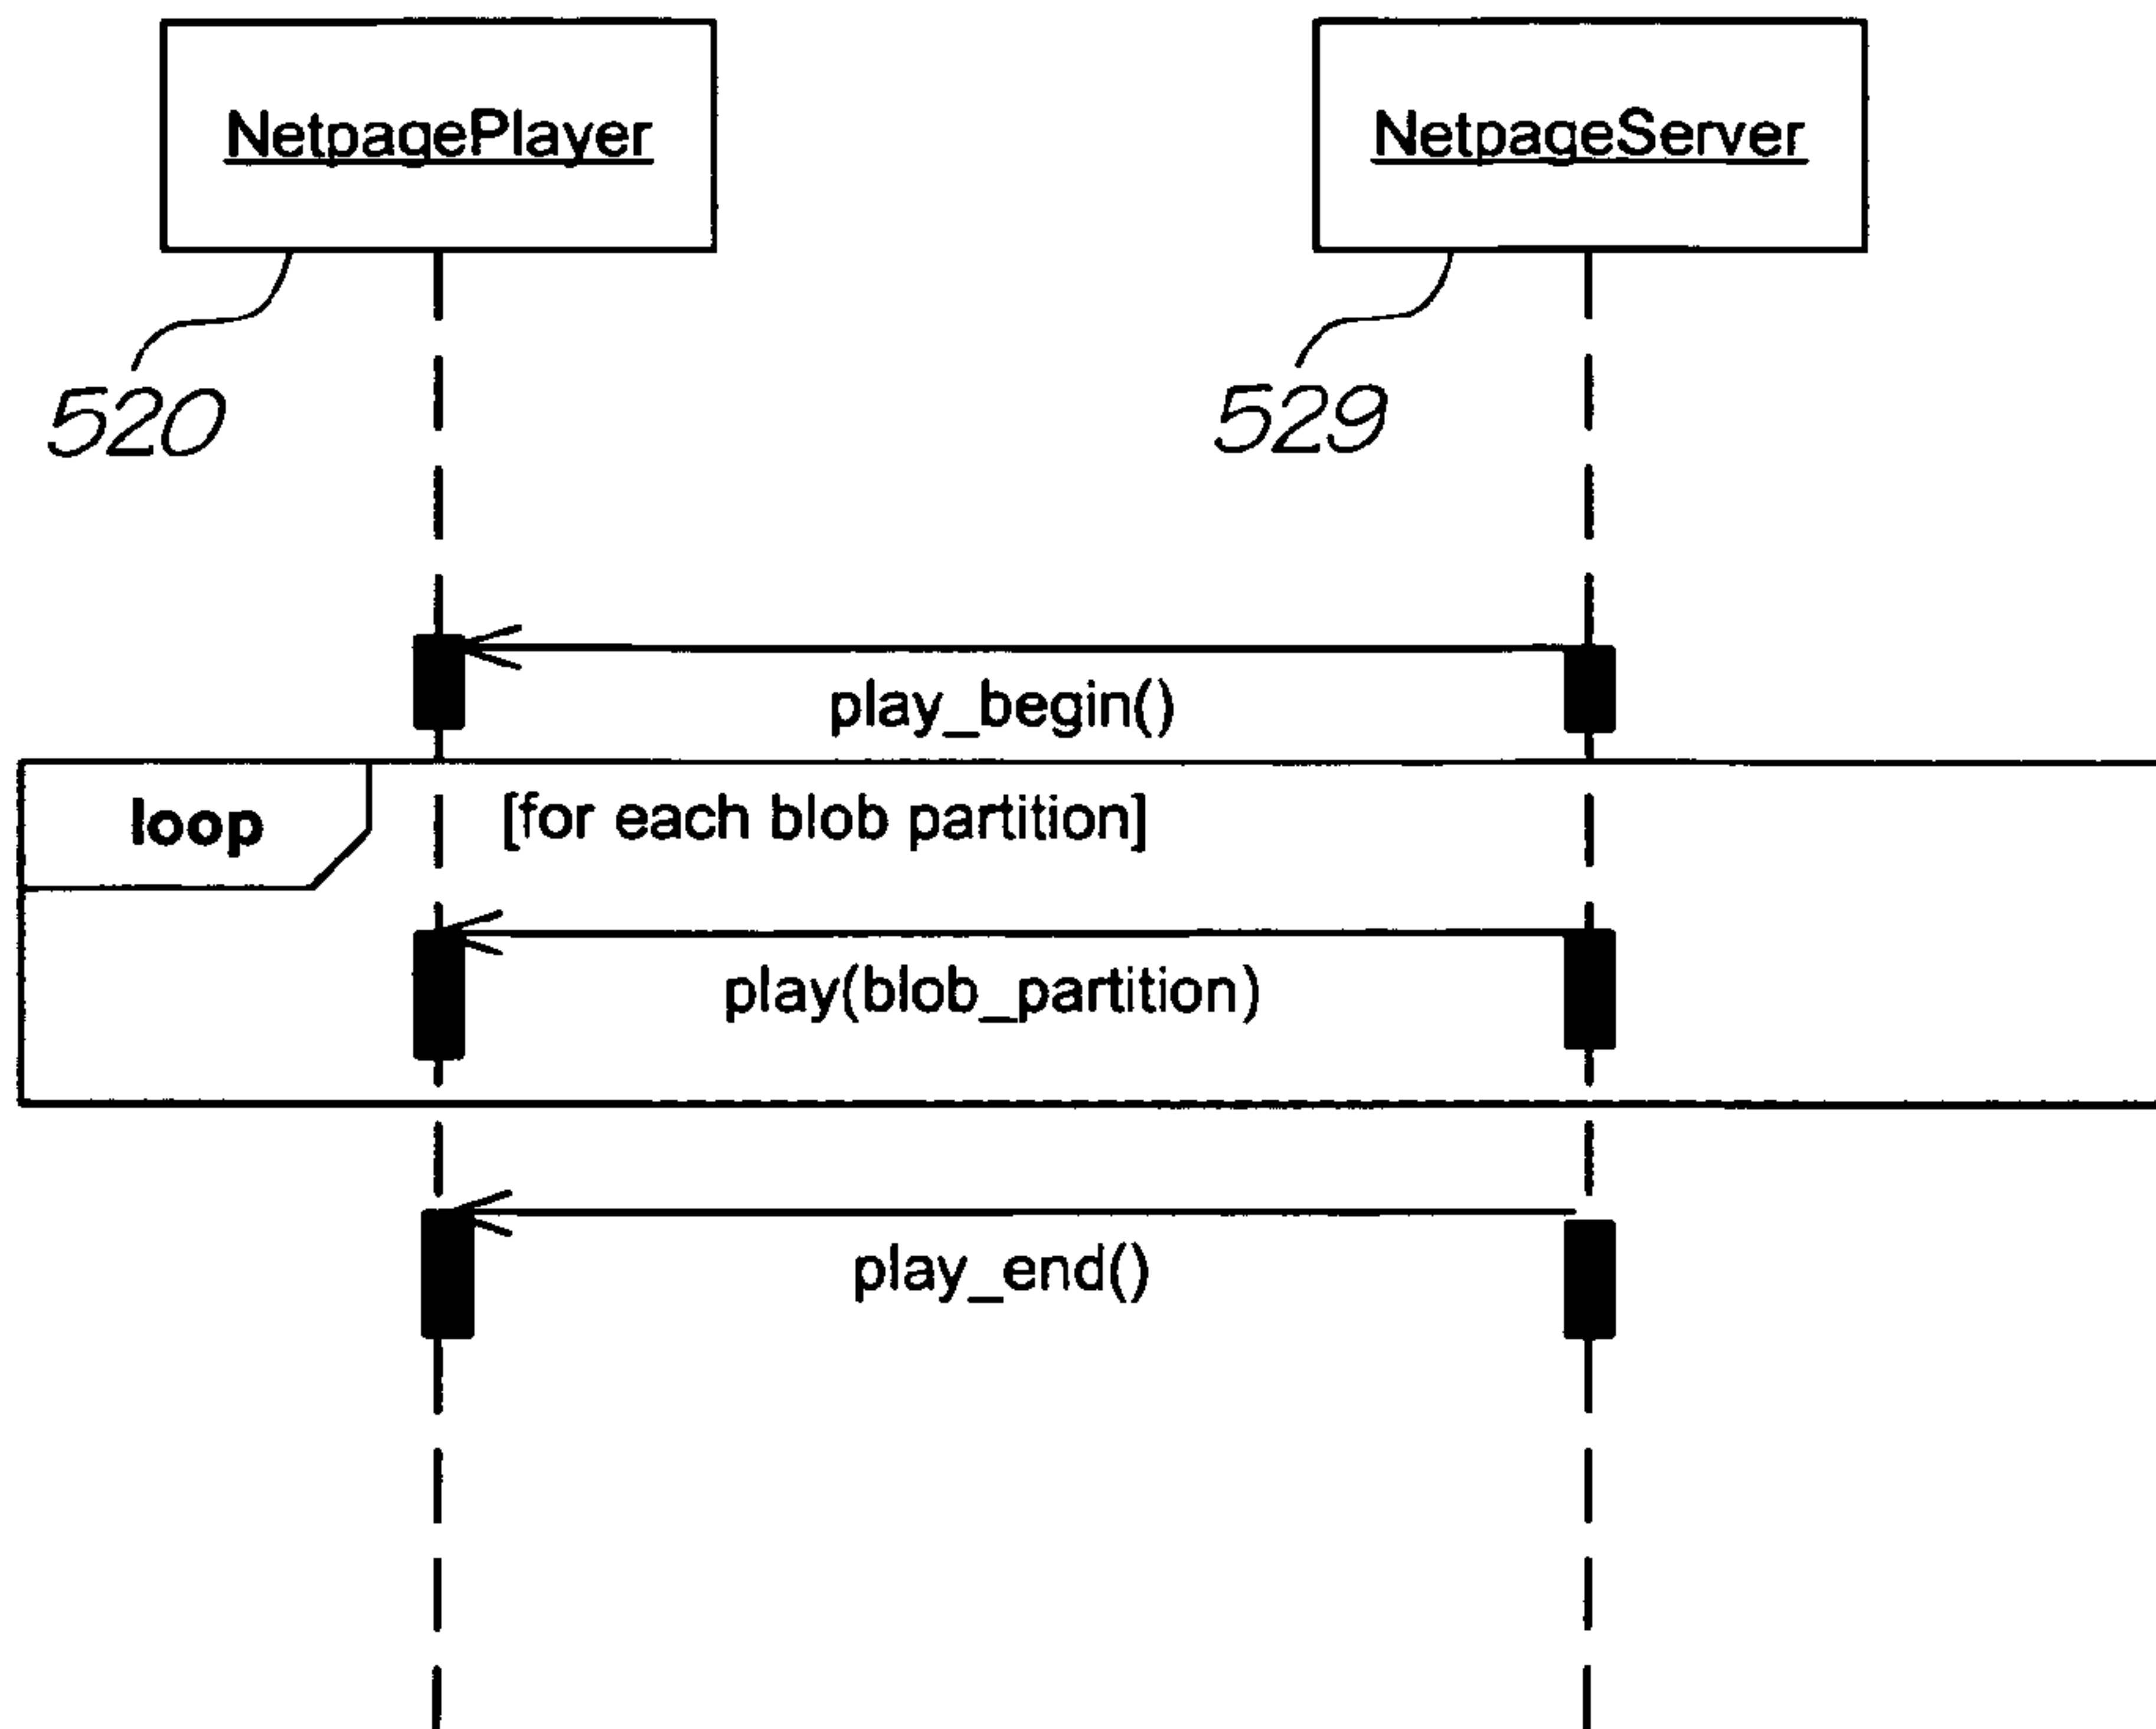 NetpagePlayer
NetpageServer
520
529
play_begin()
loop
[for each blob partition]
play(blob_partition)
play_end()